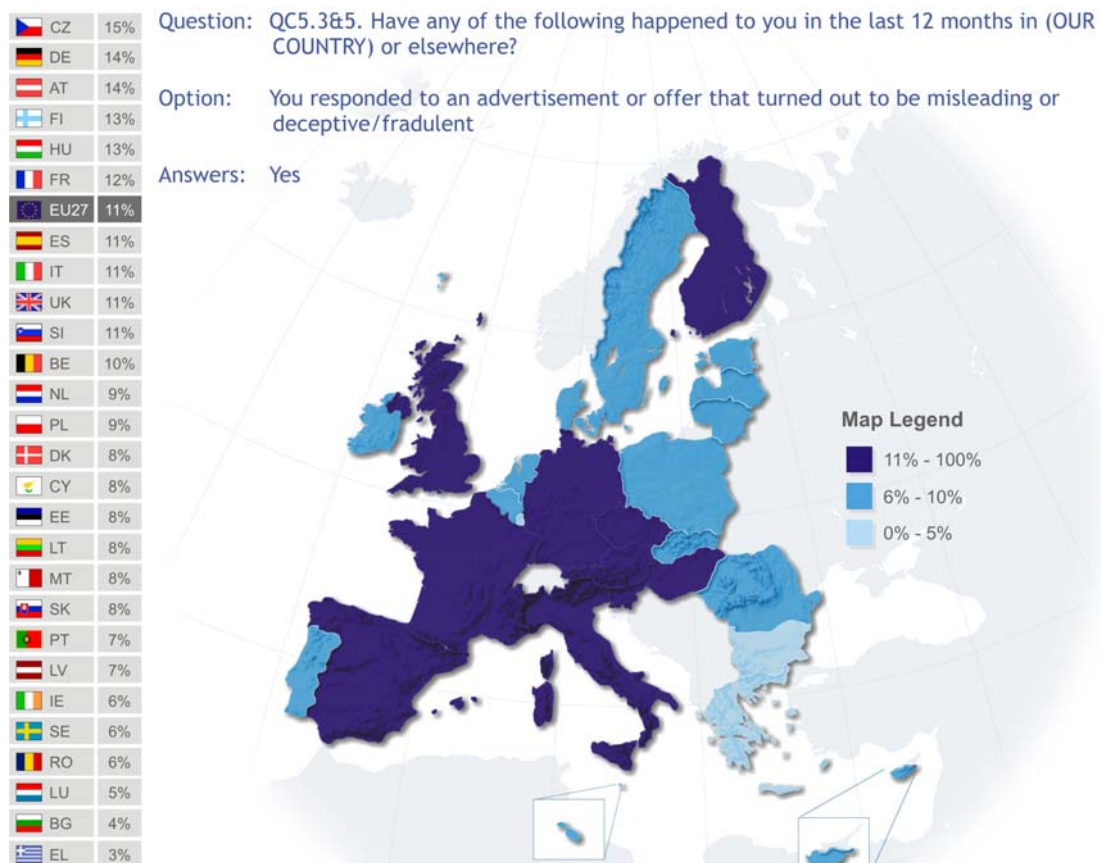 Question: QC5.3&5. Have any of the following happened to you in the last 12 months in (OUR
COUNTRY) or elsewhere?
Option: You responded to an advertisement or offer that turned out to be misleading or
deceptive/fradulent
Answers: Yes
CZ 15%
DE 14%
AT 14%
FI 13%
HU 13%
FR 12%
EU27 11%
ES 11%
IT 11%
UK 11%
SI 11%
BE 10%
NL 9%
PL 9%
DK 8%
CY 8%
EE 8%
LT 8%
MT 8%
SK 8%
PT 7%
LV 7%
IE 6%
SE 6%
RO 6%
LU 5%
BG 4%
EL 3%
Map Legend
11% - 100%
6% - 10%
0% - 5%